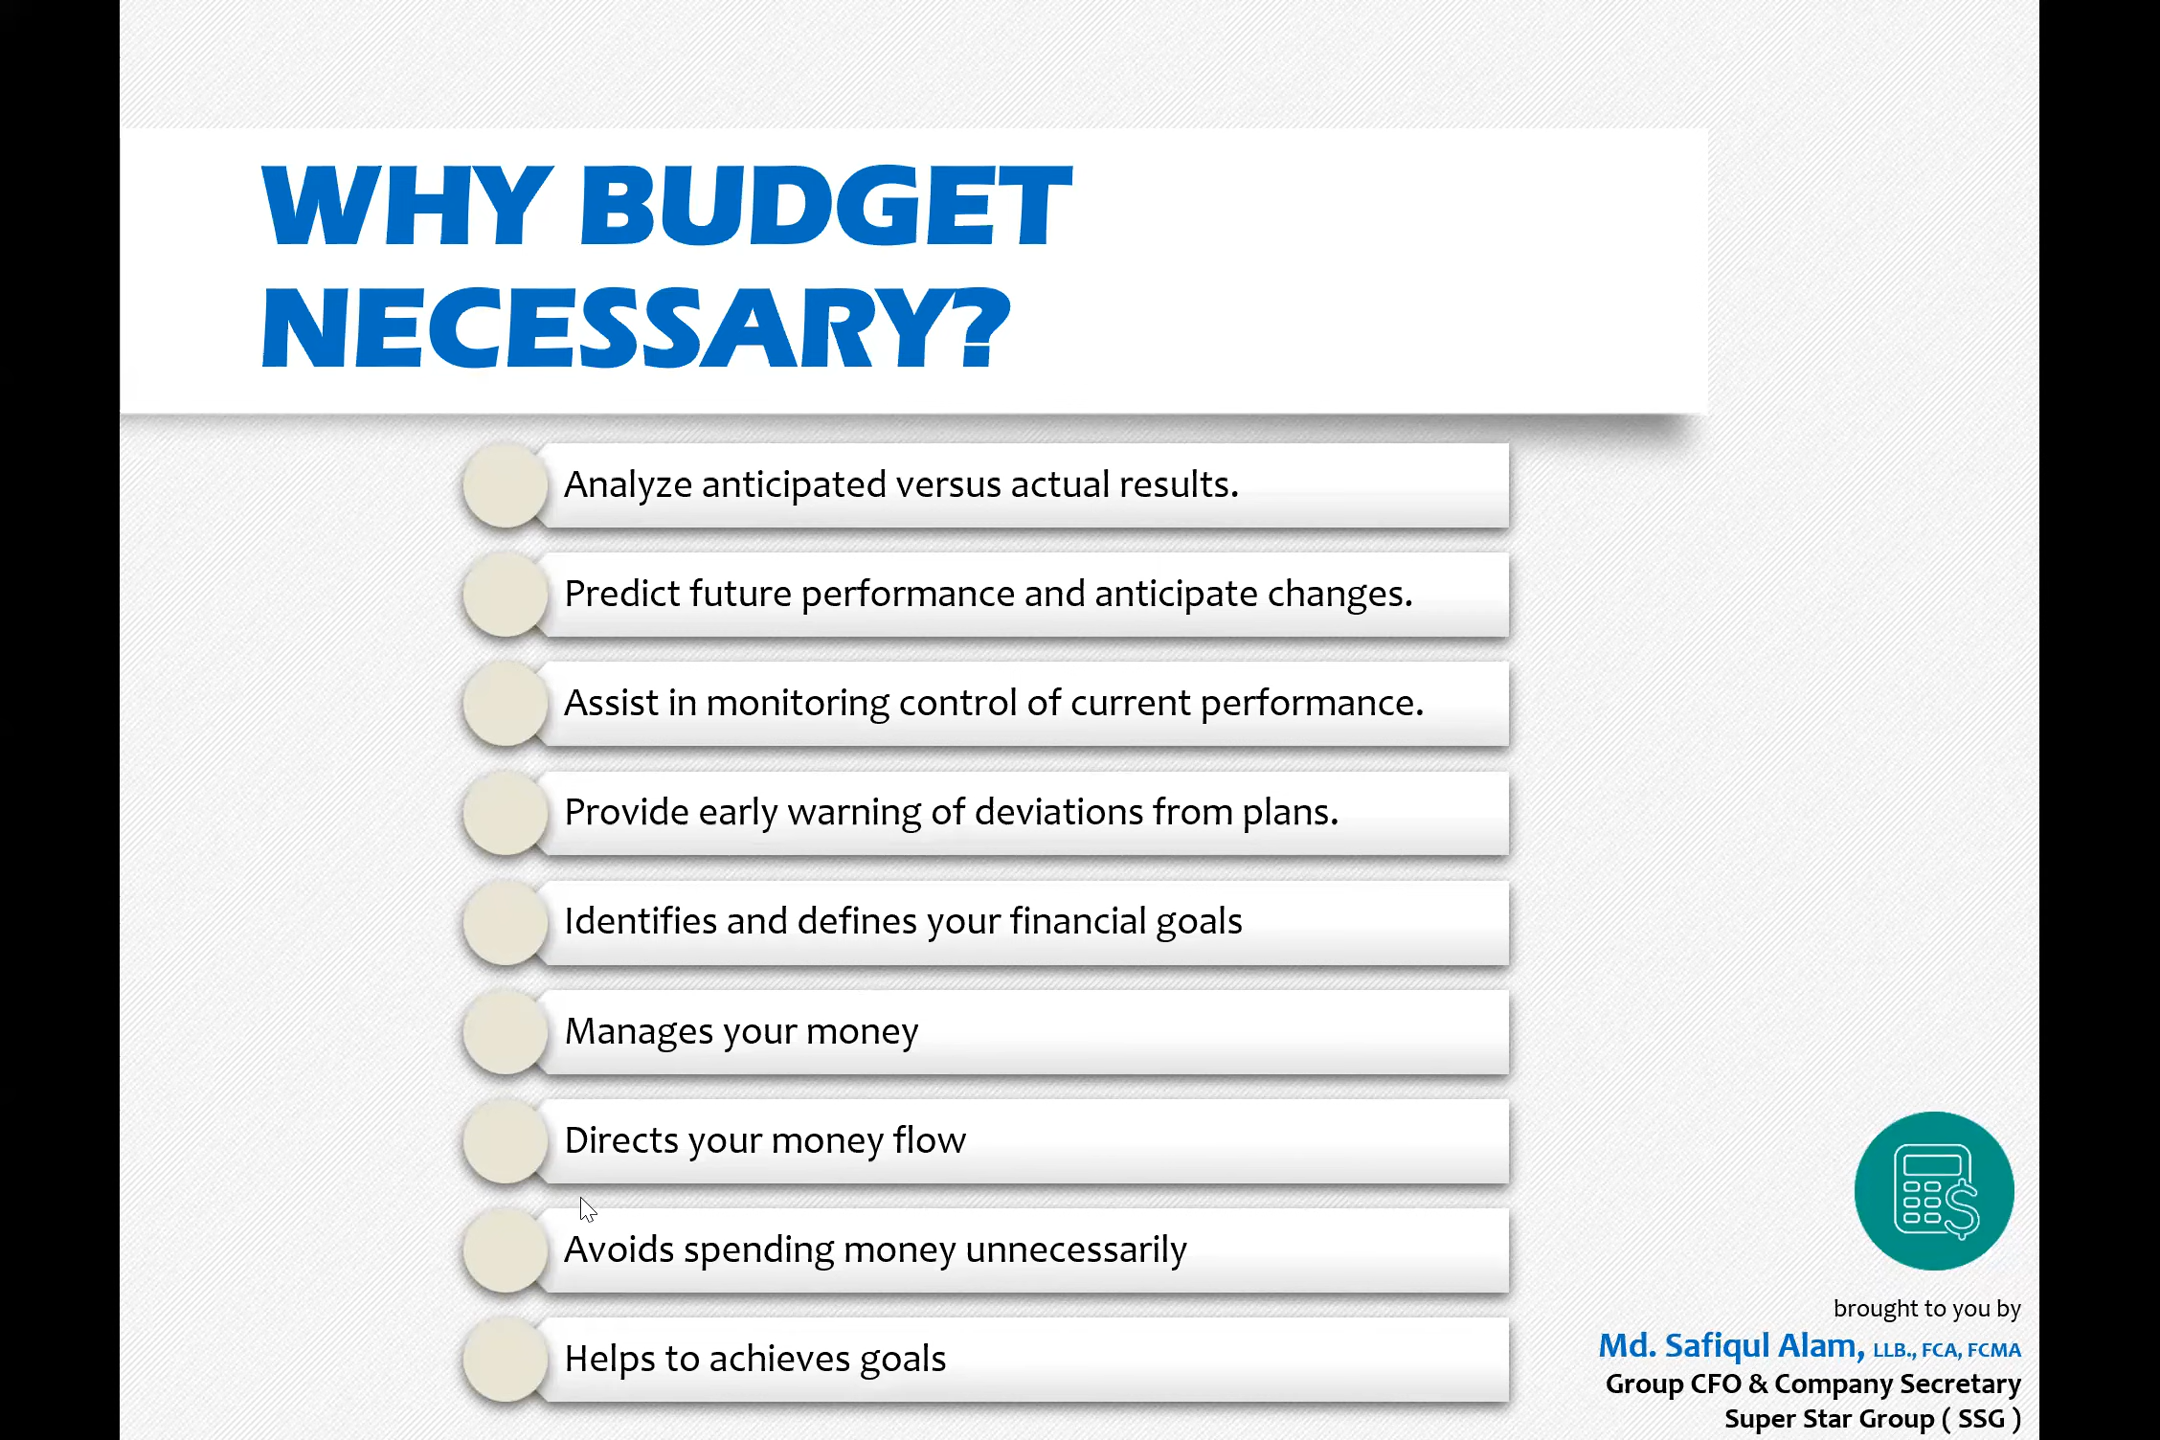 WHY BUDGET
NECESSARY?
Analyze anticipated versus actual results.
Predict future performance and anticipate changes.
Assist in monitoring control of current performance.
Provide early warning of deviations from plans.
Identifies and defines your financial goals
Manages your money
Directs your money flow
Avoids spending money unnecessarily
Helps to achieves goals
brought to you by
Md. Safiqul Alam, LLB., FCA, FCMA
Group CFO & Company Secretary
Super Star Group ( SSG )